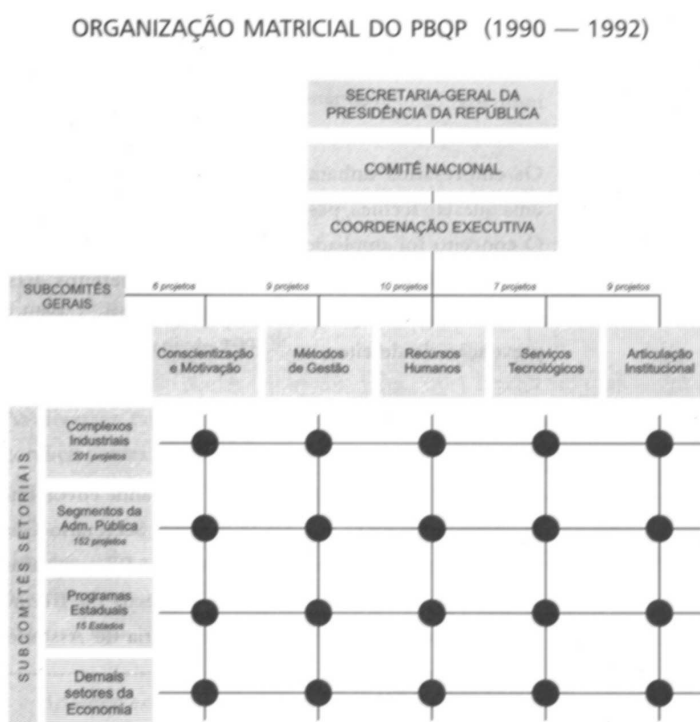 ORGANIZAÇÃO MATRICIAL DO PBQP (1990 — 1992)
SECRETARIA-GERAL DA
PRESIDÊNCIA DA REPÚBLICA
COMITÊ NACIONAL
COORDENAÇÃO EXECUTIVA
SUBCOMITÊS
GERAIS
6 projetos
9 projetos
10 projetos
7 projetos
9 projetos
Conscientização
e Motivação
Métodos
de Gestão
Recursos
Humanos
Serviços
Tecnológicos
Articulação
Institucional
SUBCOMITÊS SETORIAIS
Complexos
Industriais
201 projetos
Segmentos da
Adm. Pública
152 projetos
Programas
Estaduais
15 Estados
Demais
setores da
Economia